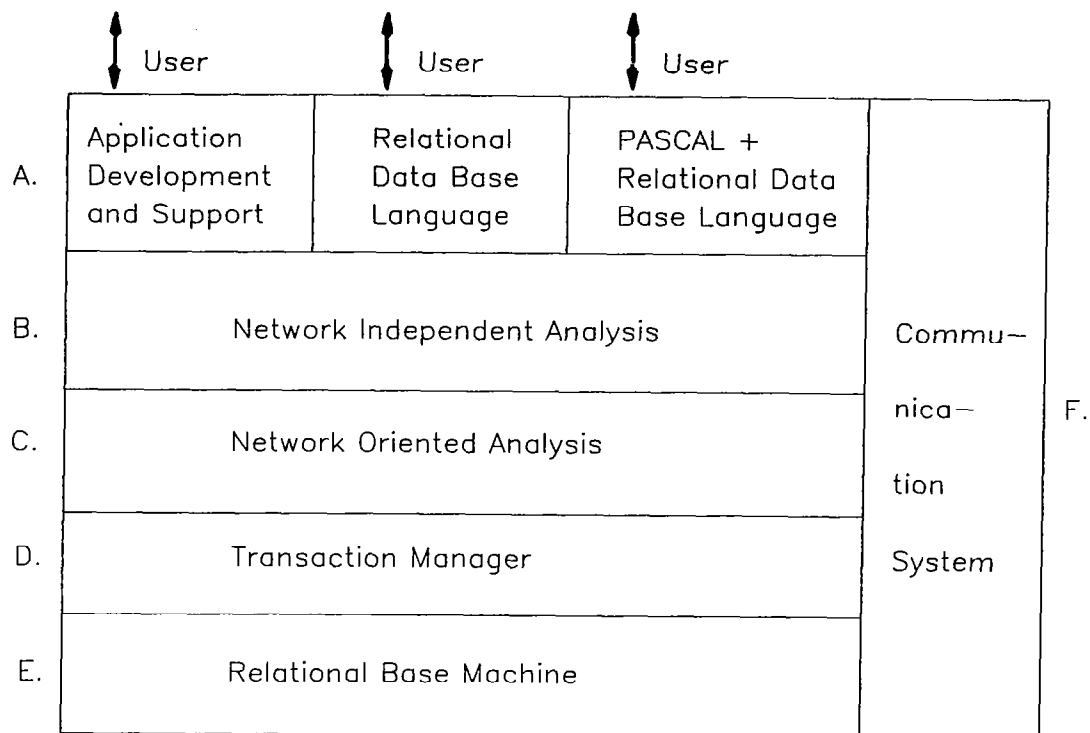 User
User
User
A.
Application
Development
and Support
Relational
Data Base
Language
PASCAL +
Relational Data
Base Language
B.
Network Independent Analysis
C.
Network Oriented Analysis
D.
Transaction Manager
E.
Relational Base Machine
Commu–
nica–
tion
System
F.